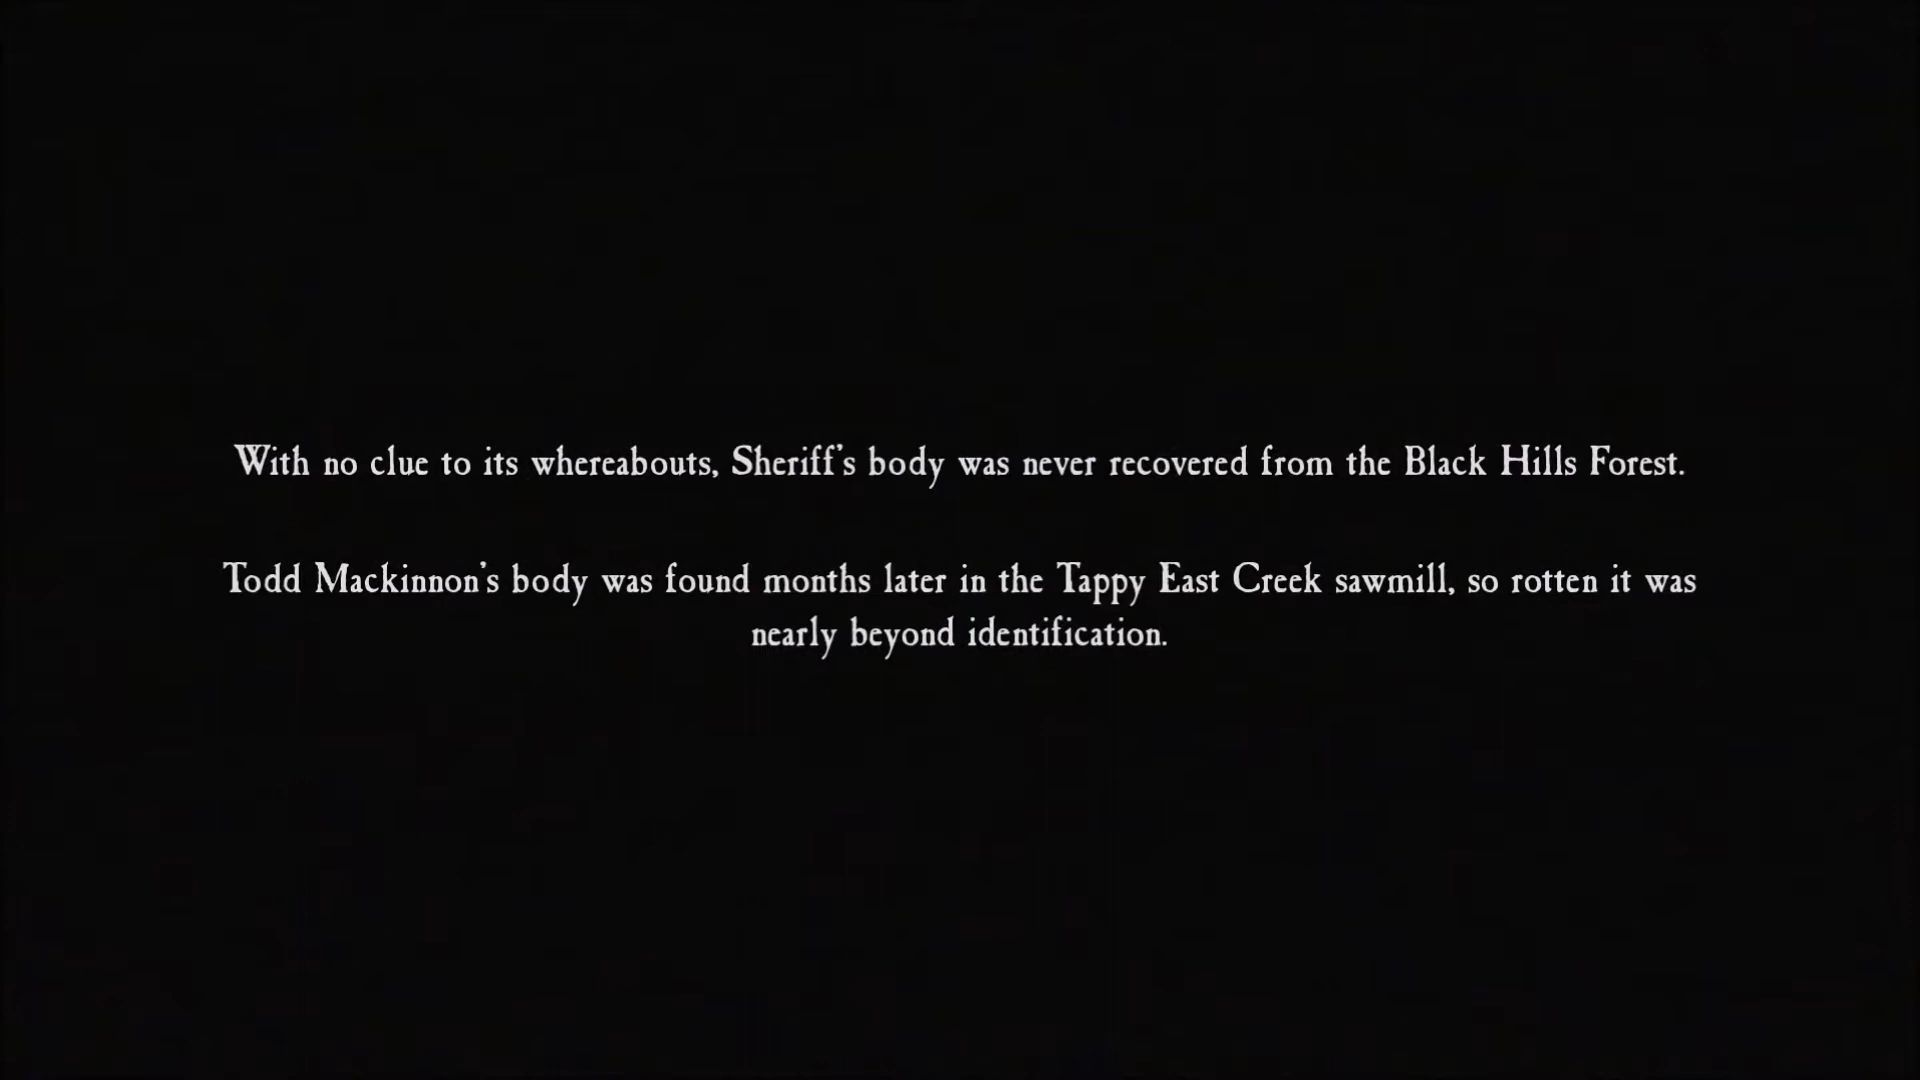 With no clue to its whereabouts, Sheriff's body was never recovered from the Black Hills Forest.
Todd Mackinnon's body was found months later in the Tappy East Creek sawmill, so rotten it was
nearly beyond identification.